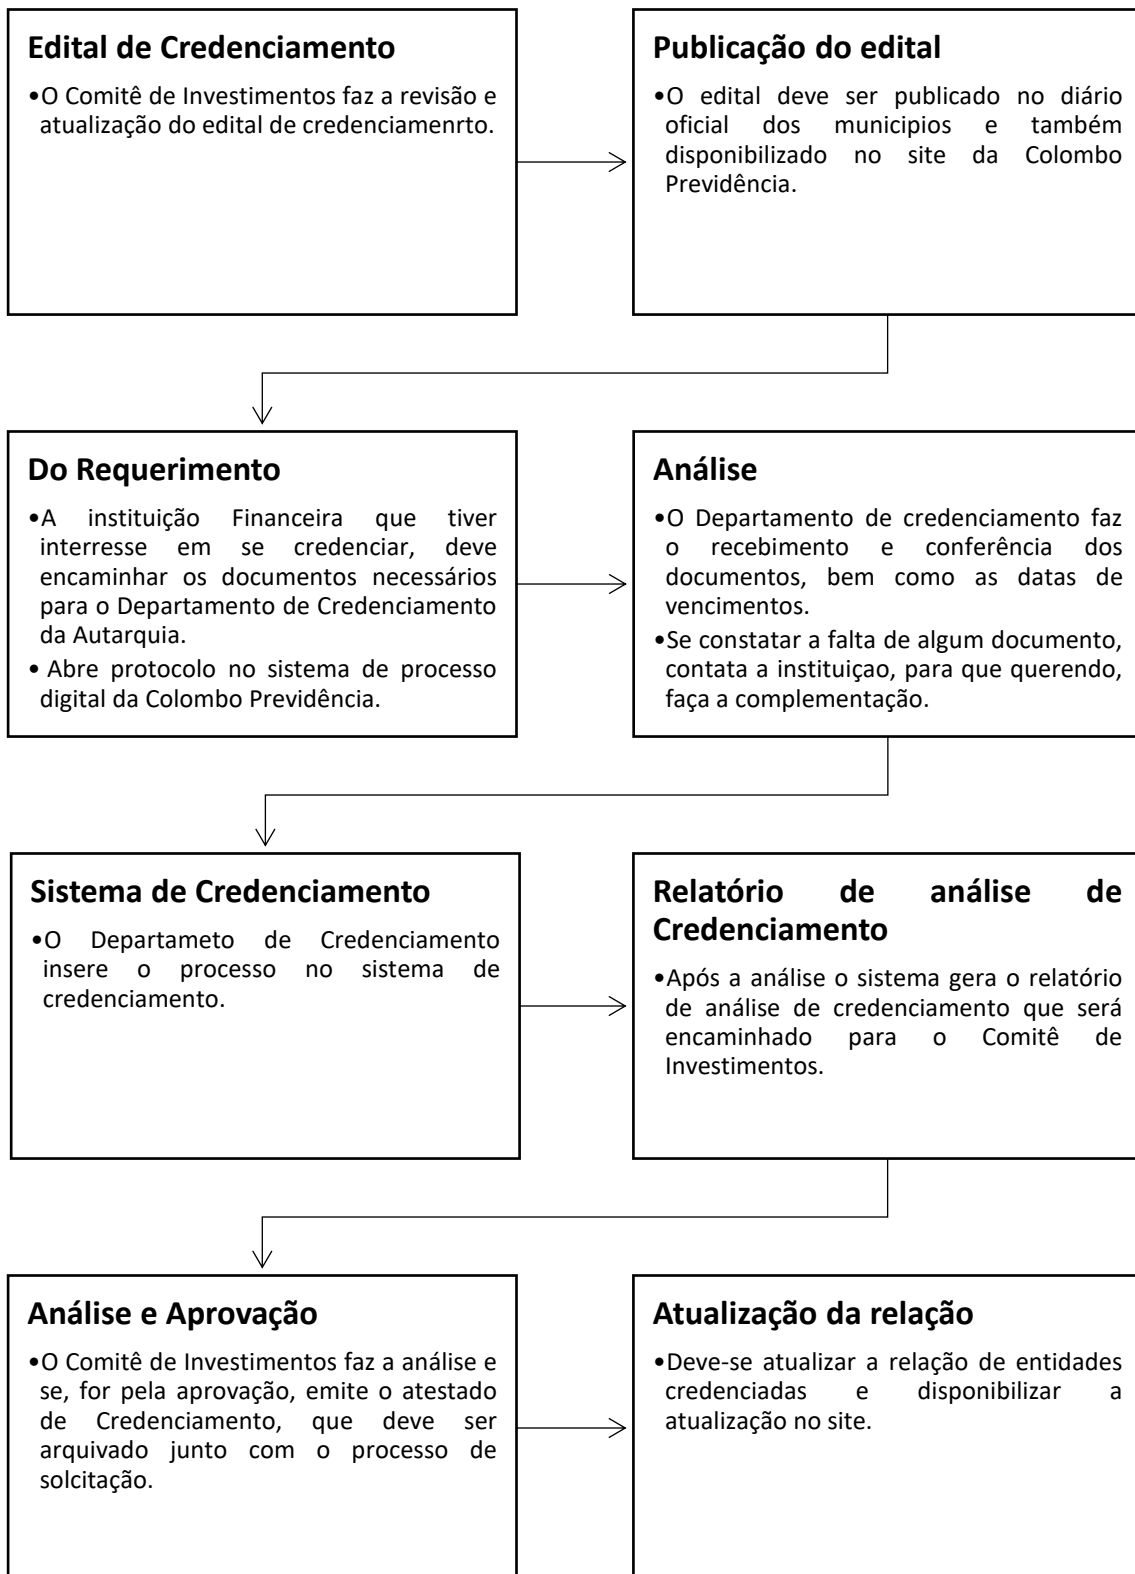 Edital de Credenciamento
•O Comitê de Investimentos faz a revisão e
atualização do edital de credenciamenrto.
Publicação do edital
•O edital deve ser publicado no diário
oficial dos municipios e também
disponibilizado no site da Colombo
Previdência.
Do Requerimento
•A instituição Financeira que tiver
interresse em se credenciar, deve
encaminhar os documentos necessários
para o Departamento de Credenciamento
da Autarquia.
• Abre protocolo no sistema de processo
digital da Colombo Previdência.
Análise
•O Departamento de credenciamento faz
o recebimento e conferência dos
documentos, bem como as datas de
vencimentos.
•Se constatar a falta de algum documento,
contata a instituiçao, para que querendo,
faça a complementação.
Sistema de Credenciamento
•O Departameto de Credenciamento
insere o processo no sistema de
credenciamento.
Relatório de análise de
Credenciamento
•Após a análise o sistema gera o relatório
de análise de credenciamento que será
encaminhado para o Comitê de
Investimentos.
Análise e Aprovação
•O Comitê de Investimentos faz a análise e
se, for pela aprovação, emite o atestado
de Credenciamento, que deve ser
arquivado junto com o processo de
solcitação.
Atualização da relação
•Deve-se atualizar a relação de entidades
credenciadas e disponibilizar a
atualização no site.